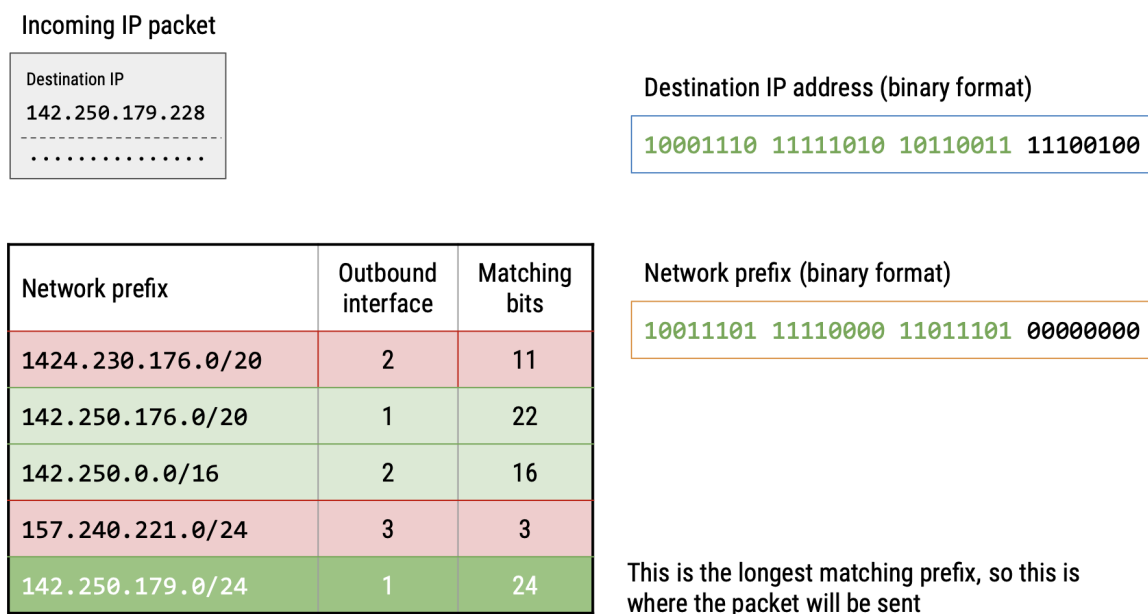 Incoming IP packet
Destination IP
142.250.179.228
...............
Destination IP address (binary format)
10001110 11111010 10110011 11100100
Network prefix
Outbound
interface
Matching
bits
1424.230.176.0/20 2 11
142.250.176.0/20 1 22
142.250.0.0/16 2 16
157.240.221.0/24 3 3
142.250.179.0/24 1 24
Network prefix (binary format)
10011101 11110000 11011101 00000000
This is the longest matching prefix, so this is
where the packet will be sent